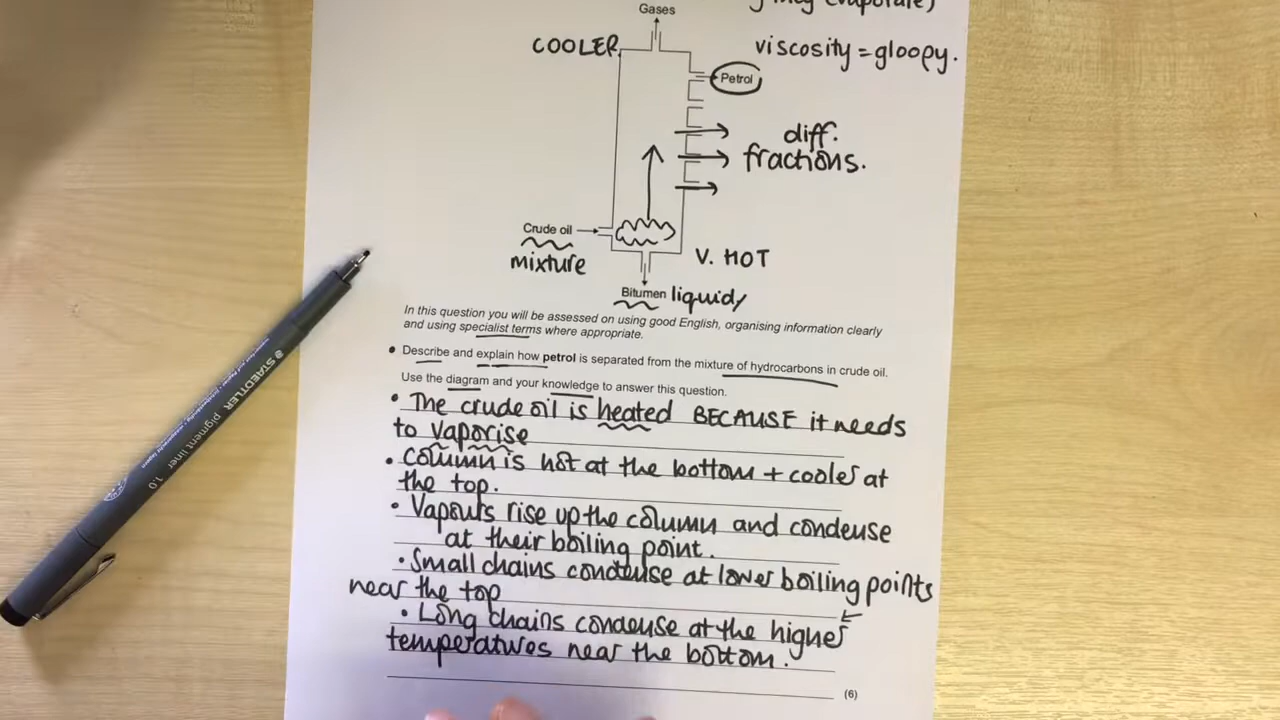 they evaporate)
Gases
COOLER
viscosity = gloopy.
Petrol
diff.
fractions.
Crude oil
mixture
V. HOT
Bitumen liquid
In this question you will be assessed on using good English, organising information clearly
and using specialist terms where appropriate.
• Describe and explain how petrol is separated from the mixture of hydrocarbons in crude oil.
Use the diagram and your knowledge to answer this question.
• The crude oil is heated BECAUSE it needs
to vaporise
• Column is hot at the bottom + cooler at
the top.
• Vapours rise up the column and condense
at their boiling point.
• Small chains condense at lower boiling points
near the top
• Long chains condense at the higher
temperatures near the bottom.
(6)
STAEDTLER
pigment liner
1.0